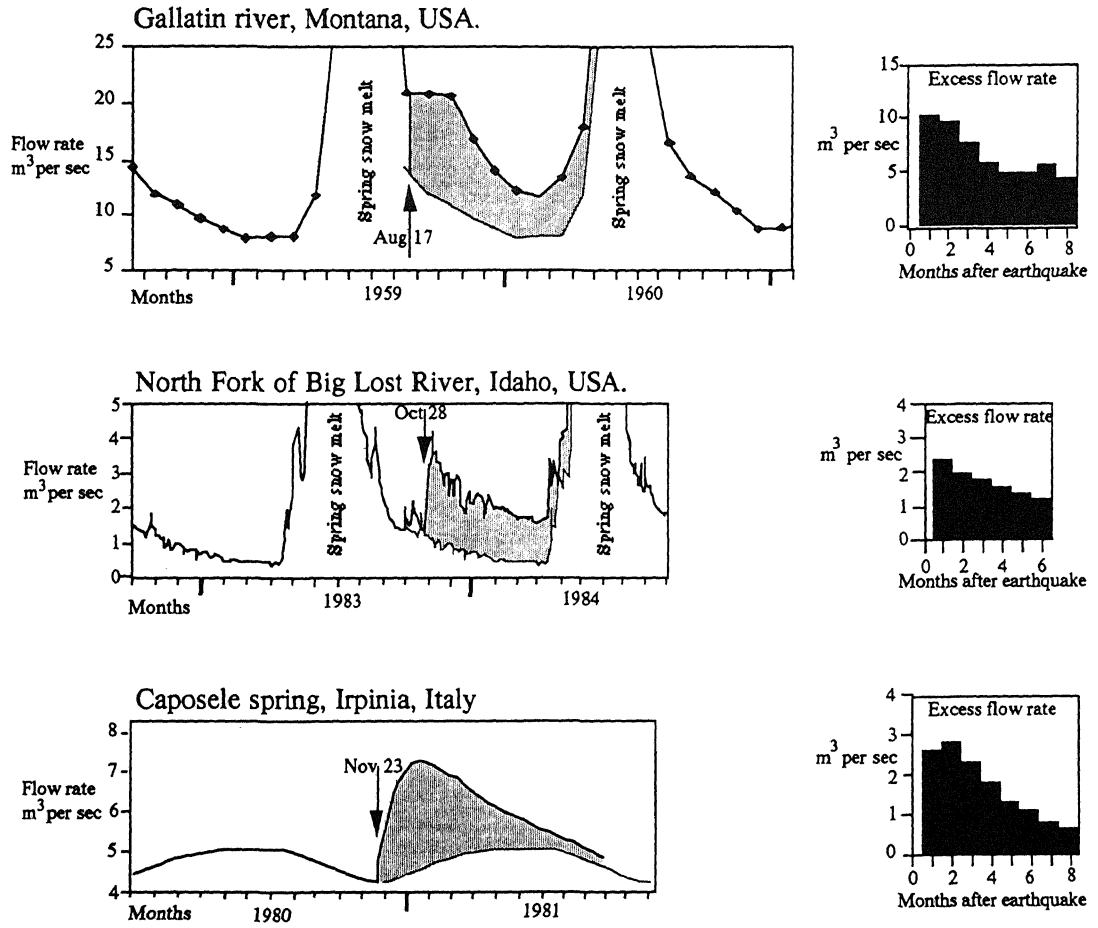 Gallatin river, Montana, USA.
25
20
15
10
5
Flow rate
m3 per sec
Spring snow melt
Aug 17
Spring snow melt
Months
1959
1960
15
10
5
0
Excess flow rate
m3 per sec
0 2 4 6 8
Months after earthquake
North Fork of Big Lost River, Idaho, USA.
5
4
3
2
1
0
Flow rate
m3 per sec
Spring snow melt
Oct 28
Spring snow melt
Months
1983
1984
4
3
2
1
0
Excess flow rate
m3 per sec
0 2 4 6
Months after earthquake
Caposele spring, Irpinia, Italy
8
7
6
5
4
Flow rate
m3 per sec
Nov 23
Months
1980
1981
4
3
2
1
0
Excess flow rate
m3 per sec
0 2 4 6 8
Months after earthquake